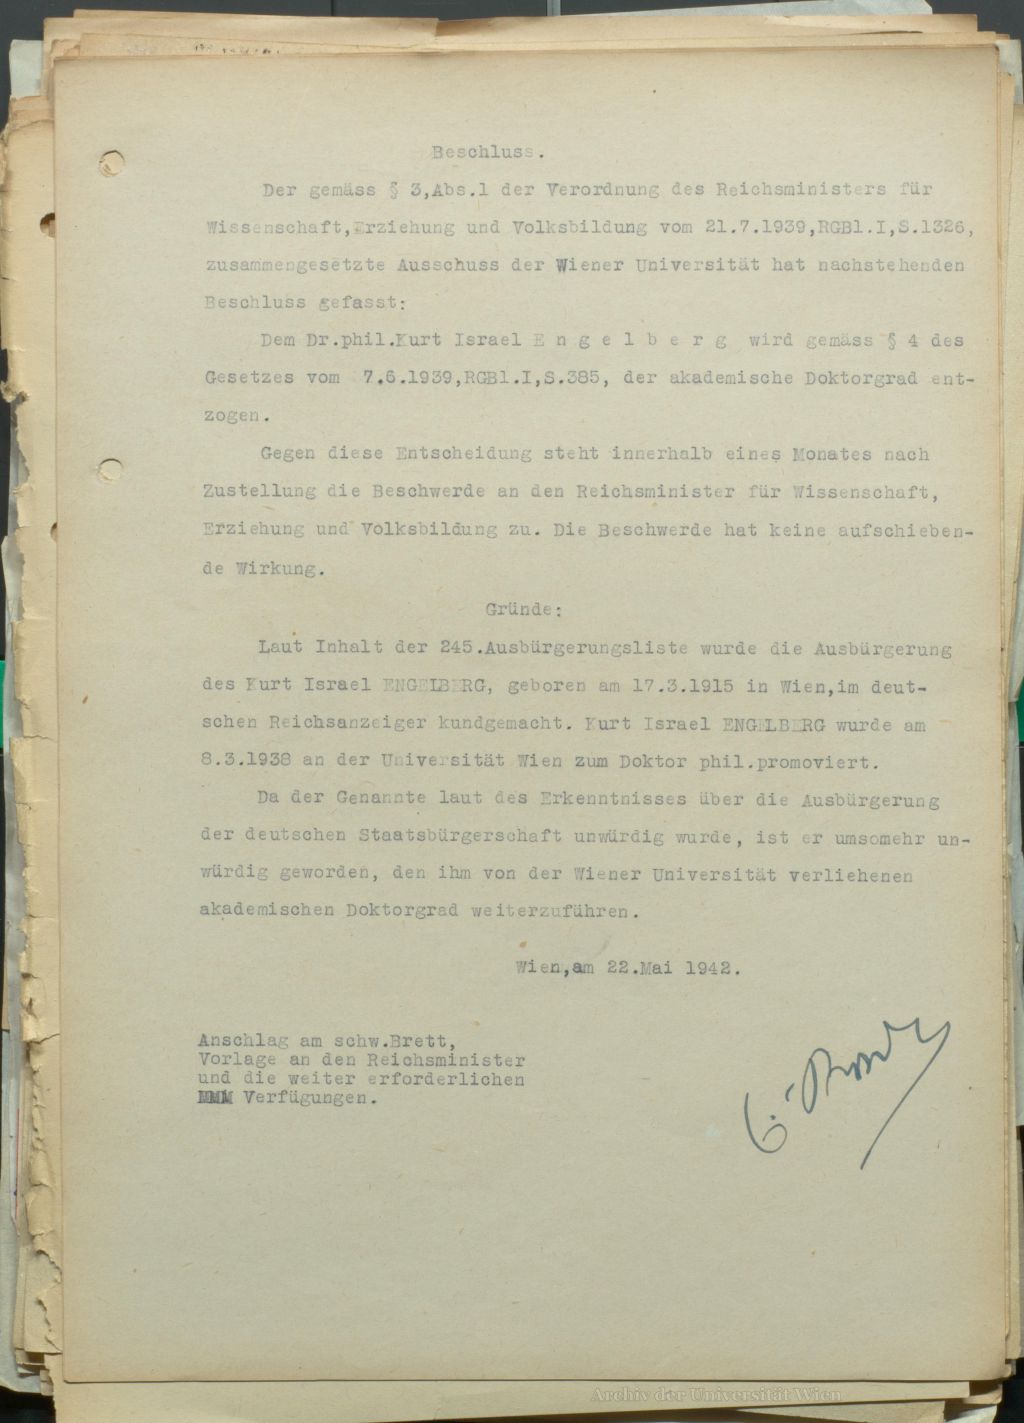 Beschluss.
Der gemäss § 3,Abs.1 der Verordnung des Reichsministers für
Wissenschaft,Erziehung und Volksbildung vom 21.7.1939,RGBl.I,S.1326,
zusammengesetzte Ausschuss der Wiener Universität hat nachstehenden
Beschluss gefasst:
Dem Dr.phil.Kurt Israel E n g e l b e r g wird gemäss § 4 des
Gesetzes vom 7.6.1939,RGBl.I,S.385, der akademische Doktorgrad ent-
zogen.
Gegen diese Entscheidung steht innerhalb eines Monates nach
Zustellung die Beschwerde an den Reichsminister für Wissenschaft,
Erziehung und Volksbildung zu. Die Beschwerde hat keine aufschieben-
de Wirkung.
Gründe:
Laut Inhalt der 245.Ausbürgerungsliste wurde die Ausbürgerung
des Kurt Israel ENGELBERG, geboren am 17.3.1915 in Wien,im deut-
schen Reichsanzeiger kundgemacht. Kurt Israel ENGELBERG wurde am
8.3.1938 an der Universität Wien zum Doktor phil.promoviert.
Da der Genannte laut des Erkenntnisses über die Ausbürgerung
der deutschen Staatsbürgerschaft unwürdig wurde, ist er umsomehr un-
würdig geworden, den ihm von der Wiener Universität verliehenen
akademischen Doktorgrad weiterzuführen.
Wien,am 22.Mai 1942.
Anschlag am schw.Brett,
Vorlage an den Reichsminister
und die weiter erforderlichen
Verfügungen.
Archiv der Universität Wien